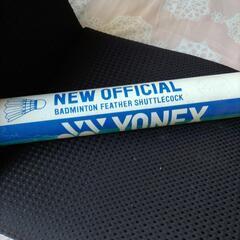 NEW OFFICIAL
BADMINTON FEATHER SHUTTLECOCK
YONEX